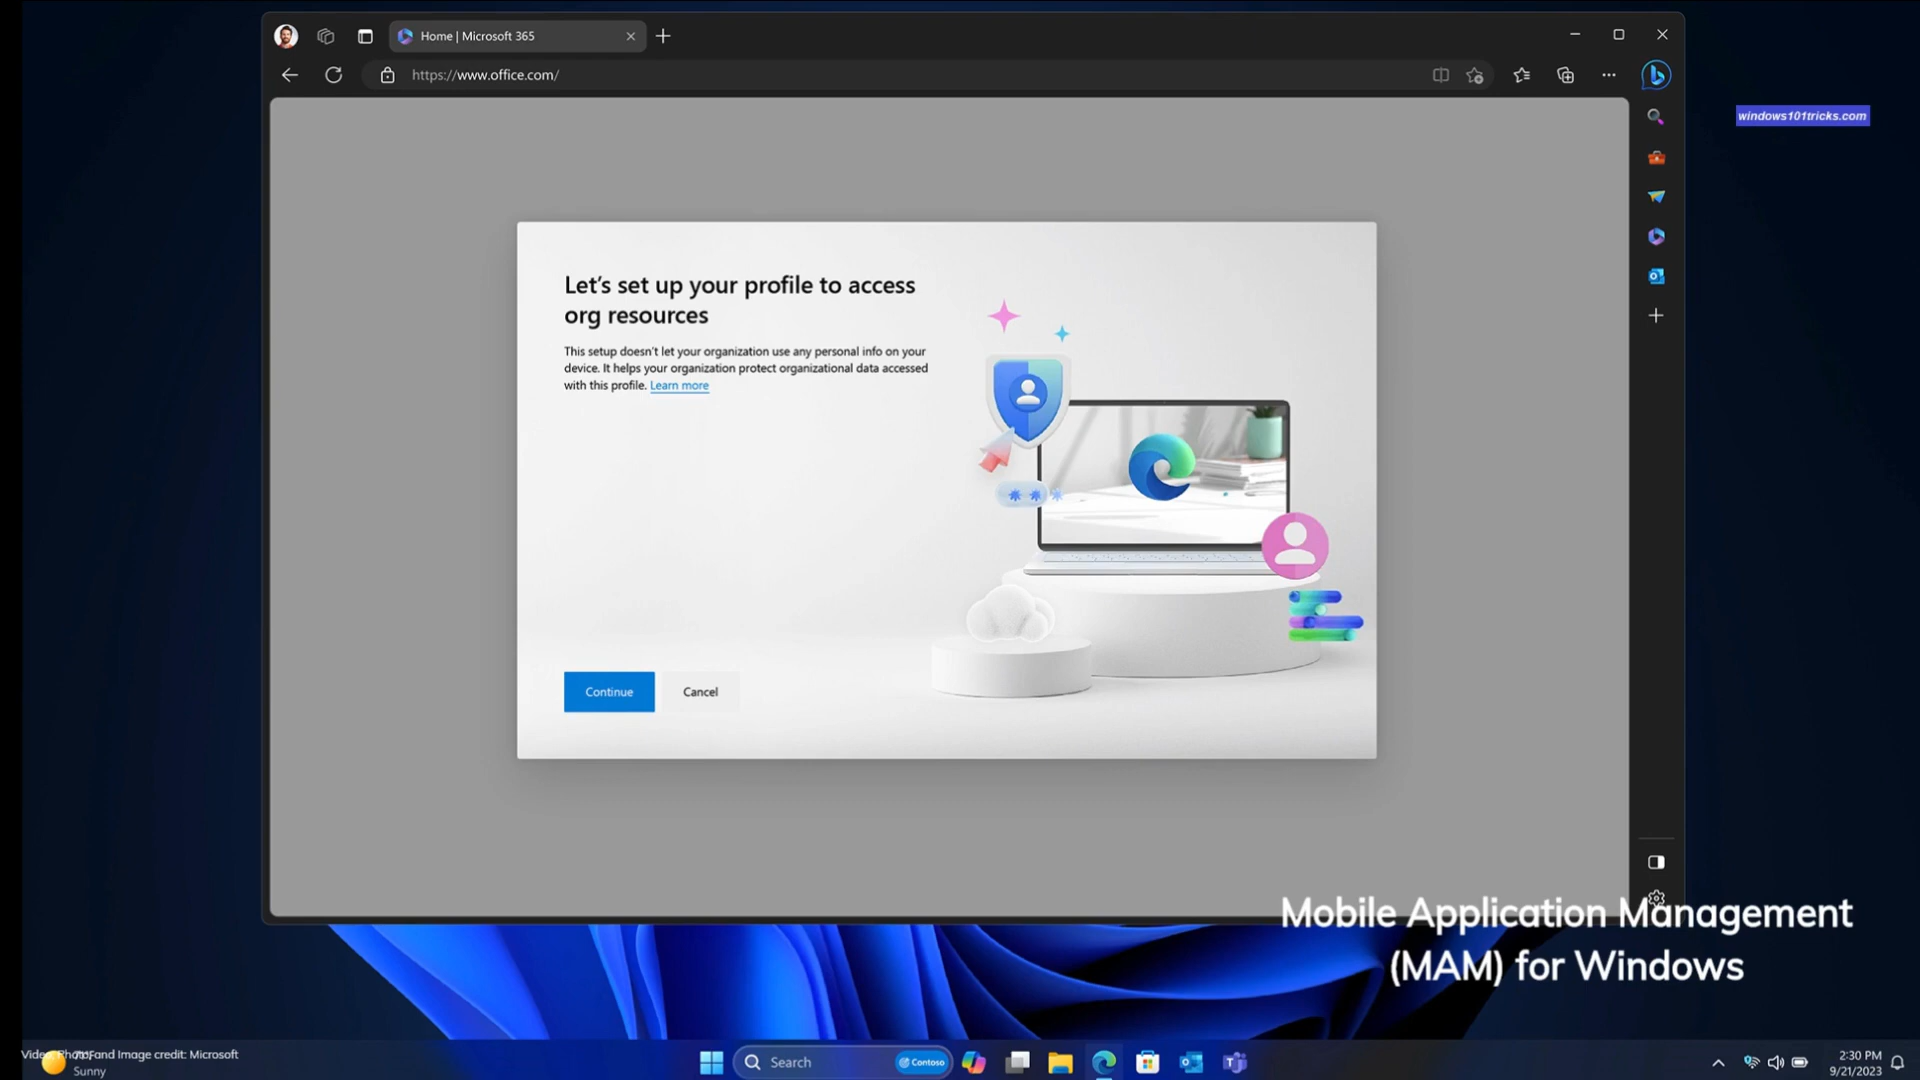 Home | Microsoft 365
https://www.office.com/
windows101tricks.com
Let's set up your profile to access
org resources
This setup doesn't let your organization use any personal info on your
device. It helps your organization protect organizational data accessed
with this profile. Learn more
Continue
Cancel
Mobile Application Management
(MAM) for Windows
Video, Photo, and Image credit: Microsoft
Sunny
Search
Contoso
2:30 PM
9/21/2023